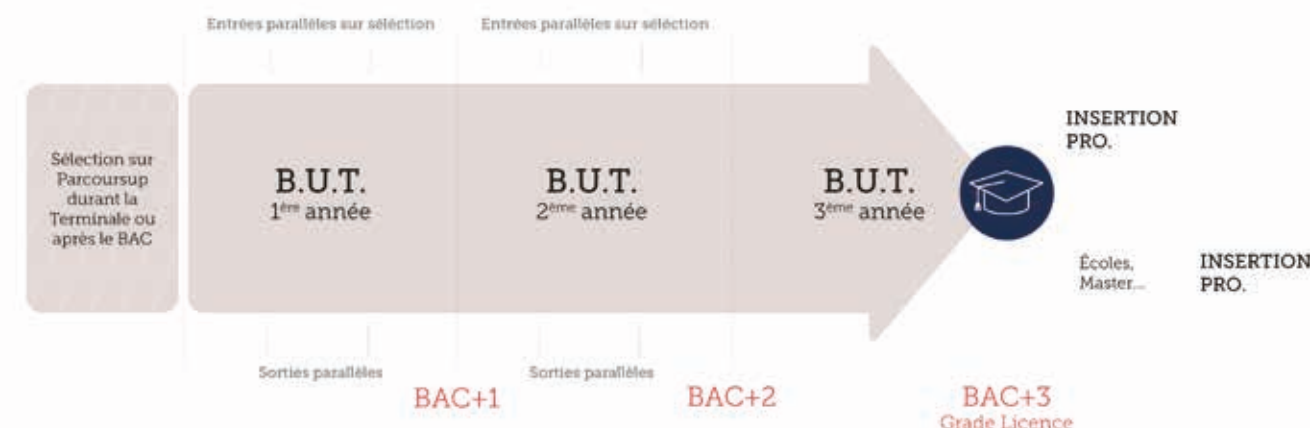 Entrées parallèles sur sélection
Entrées parallèles sur sélection
Sélection sur
Parcoursup
durant la
Terminale ou
après le BAC
B.U.T.
1ère année
B.U.T.
2ème année
B.U.T.
3ème année
INSERTION
PRO.
Écoles,
Master...
INSERTION
PRO.
Sorties parallèles
Sorties parallèles
BAC+1
BAC+2
BAC+3
Grade Licence